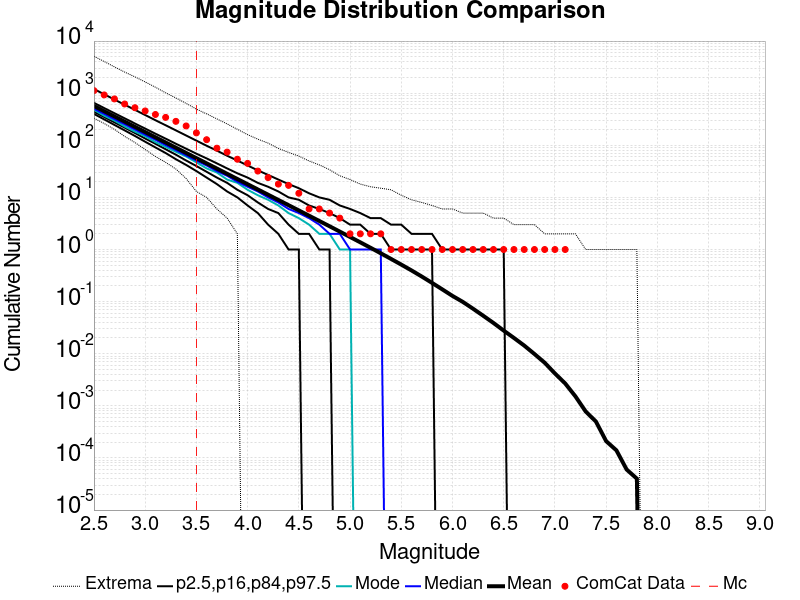 Magnitude Distribution Comparison
10^4
10^3
10^2
10^1
10^0
10^-1
10^-2
10^-3
10^-4
10^-5
Cumulative Number
2.5 3.0 3.5 4.0 4.5 5.0 5.5 6.0 6.5 7.0 7.5 8.0 8.5 9.0
Magnitude
Extrema p2.5,p16,p84,p97.5 Mode Median Mean ComCat Data Mc